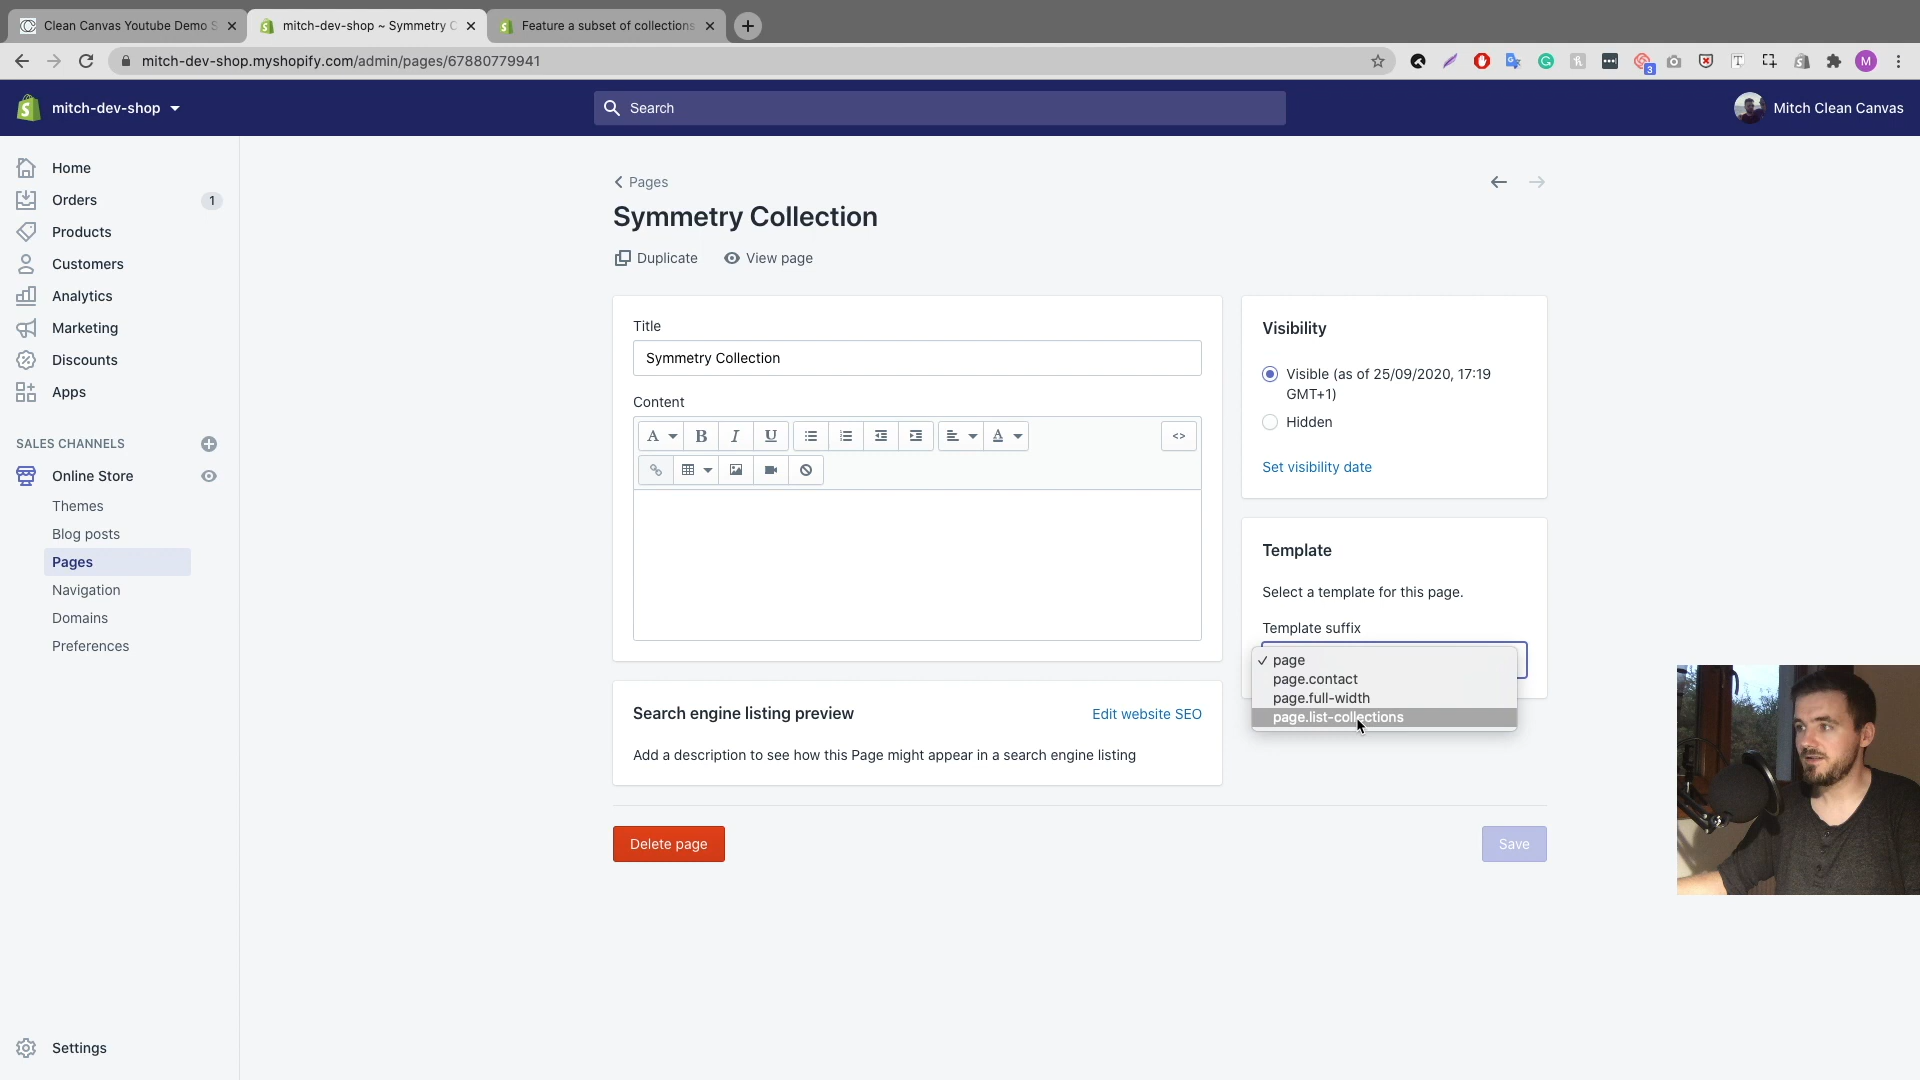 Clean Canvas Youtube Demo S
mitch-dev-shop ~ Symmetry C
Feature a subset of collections
mitch-dev-shop.myshopify.com/admin/pages/67880779941
3
M
mitch-dev-shop
Search
Mitch Clean Canvas
Home
Orders
1
Products
Customers
Analytics
Marketing
Discounts
Apps
SALES CHANNELS
Online Store
Themes
Blog posts
Pages
Navigation
Domains
Preferences
Settings
Pages
Symmetry Collection
Duplicate
View page
Title
Symmetry Collection
Content
A
B
I
U
A
<>
Search engine listing preview
Edit website SEO
Add a description to see how this Page might appear in a search engine listing
Delete page
Visibility
Visible (as of 25/09/2020, 17:19
GMT+1)
Hidden
Set visibility date
Template
Select a template for this page.
Template suffix
✓ page
page.contact
page.full-width
page.list-collections
Save